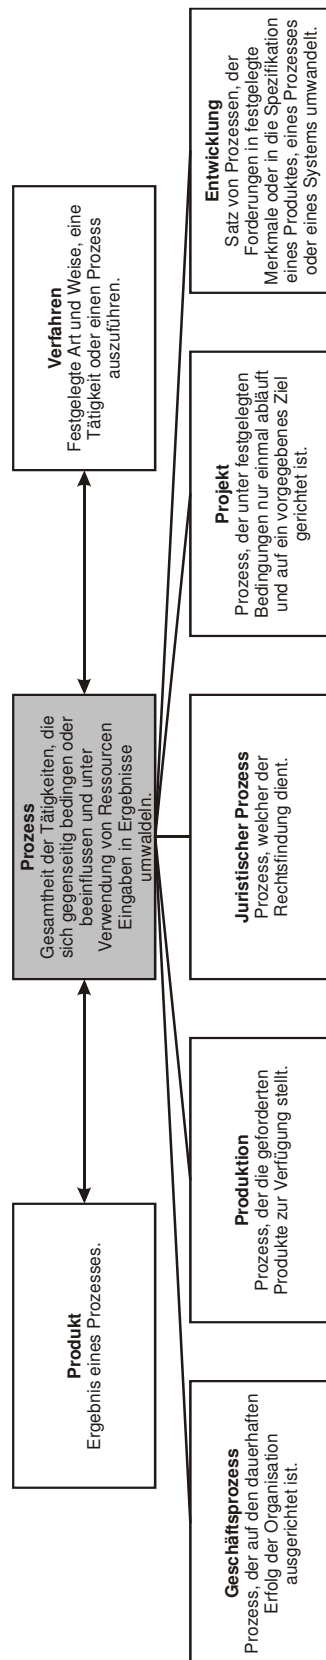 Produkt
Ergebnis eines Prozesses.
Prozess
Gesamtheit der Tätigkeiten, die
sich gegenseitig bedingen oder
beeinflussen und unter
Verwendung von Ressourcen
Eingaben in Ergebnisse
umwaldeln.
Verfahren
Festgelegte Art und Weise, eine
Tätigkeit oder einen Prozess
auszuführen.
Geschäftsprozess
Prozess, der auf den dauerhaften
Erfolg der Organisation
ausgerichtet ist.
Produktion
Prozess, der die geforderten
Produkte zur Verfügung stellt.
Juristischer Prozess
Prozess, welcher der
Rechtsfindung dient.
Projekt
Prozess, der unter festgelegten
Bedingungen nur einmal abläuft
und auf ein vorgegebenes Ziel
gerichtet ist.
Entwicklung
Satz von Prozessen, der
Forderungen in festgelegte
Merkmale oder in die Spezifikation
eines Produktes, eines Prozesses
oder eines Systems umwandelt.